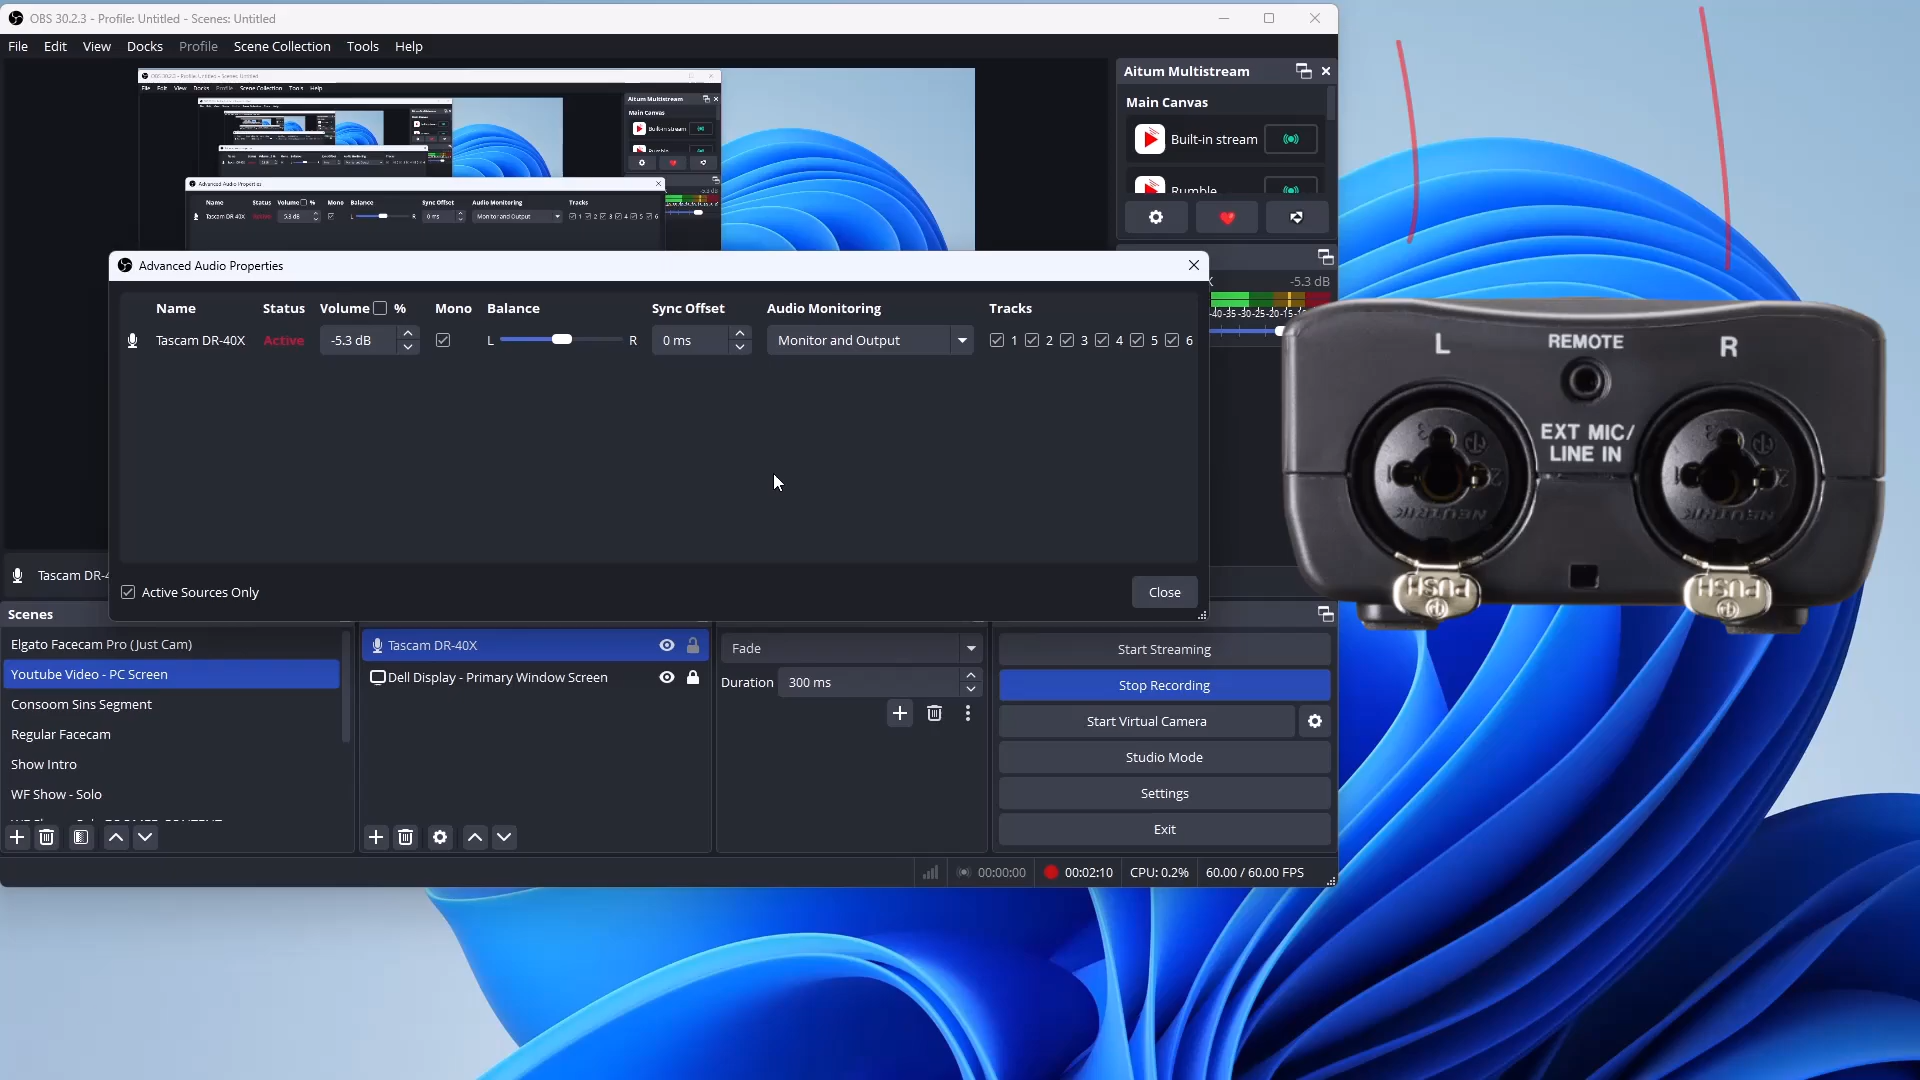 OBS 30.2.3 - Profile: Untitled - Scenes: Untitled
File Edit View Docks Profile Scene Collection Tools Help
Aitum Multistream
Main Canvas
Built-in stream
Rumble
-5.3 dB
Advanced Audio Properties
Name Status Volume % Mono Balance Sync Offset Audio Monitoring Tracks
Tascam DR-40X Active -5.3 dB L R 0 ms Monitor and Output 1 2 3 4 5 6
Active Sources Only
Close
L REMOTE R
EXT MIC/
LINE IN
NEUTRIK NEUTRIK
PUSH PUSH
Tascam DR-4
Scenes
Elgato Facecam Pro (Just Cam)
Youtube Video - PC Screen
Consoom Sins Segment
Regular Facecam
Show Intro
WF Show - Solo
Tascam DR-40X
Dell Display - Primary Window Screen
Fade
Duration 300 ms
Start Streaming
Stop Recording
Start Virtual Camera
Studio Mode
Settings
Exit
00:00:00 00:02:10 CPU: 0.2% 60.00 / 60.00 FPS